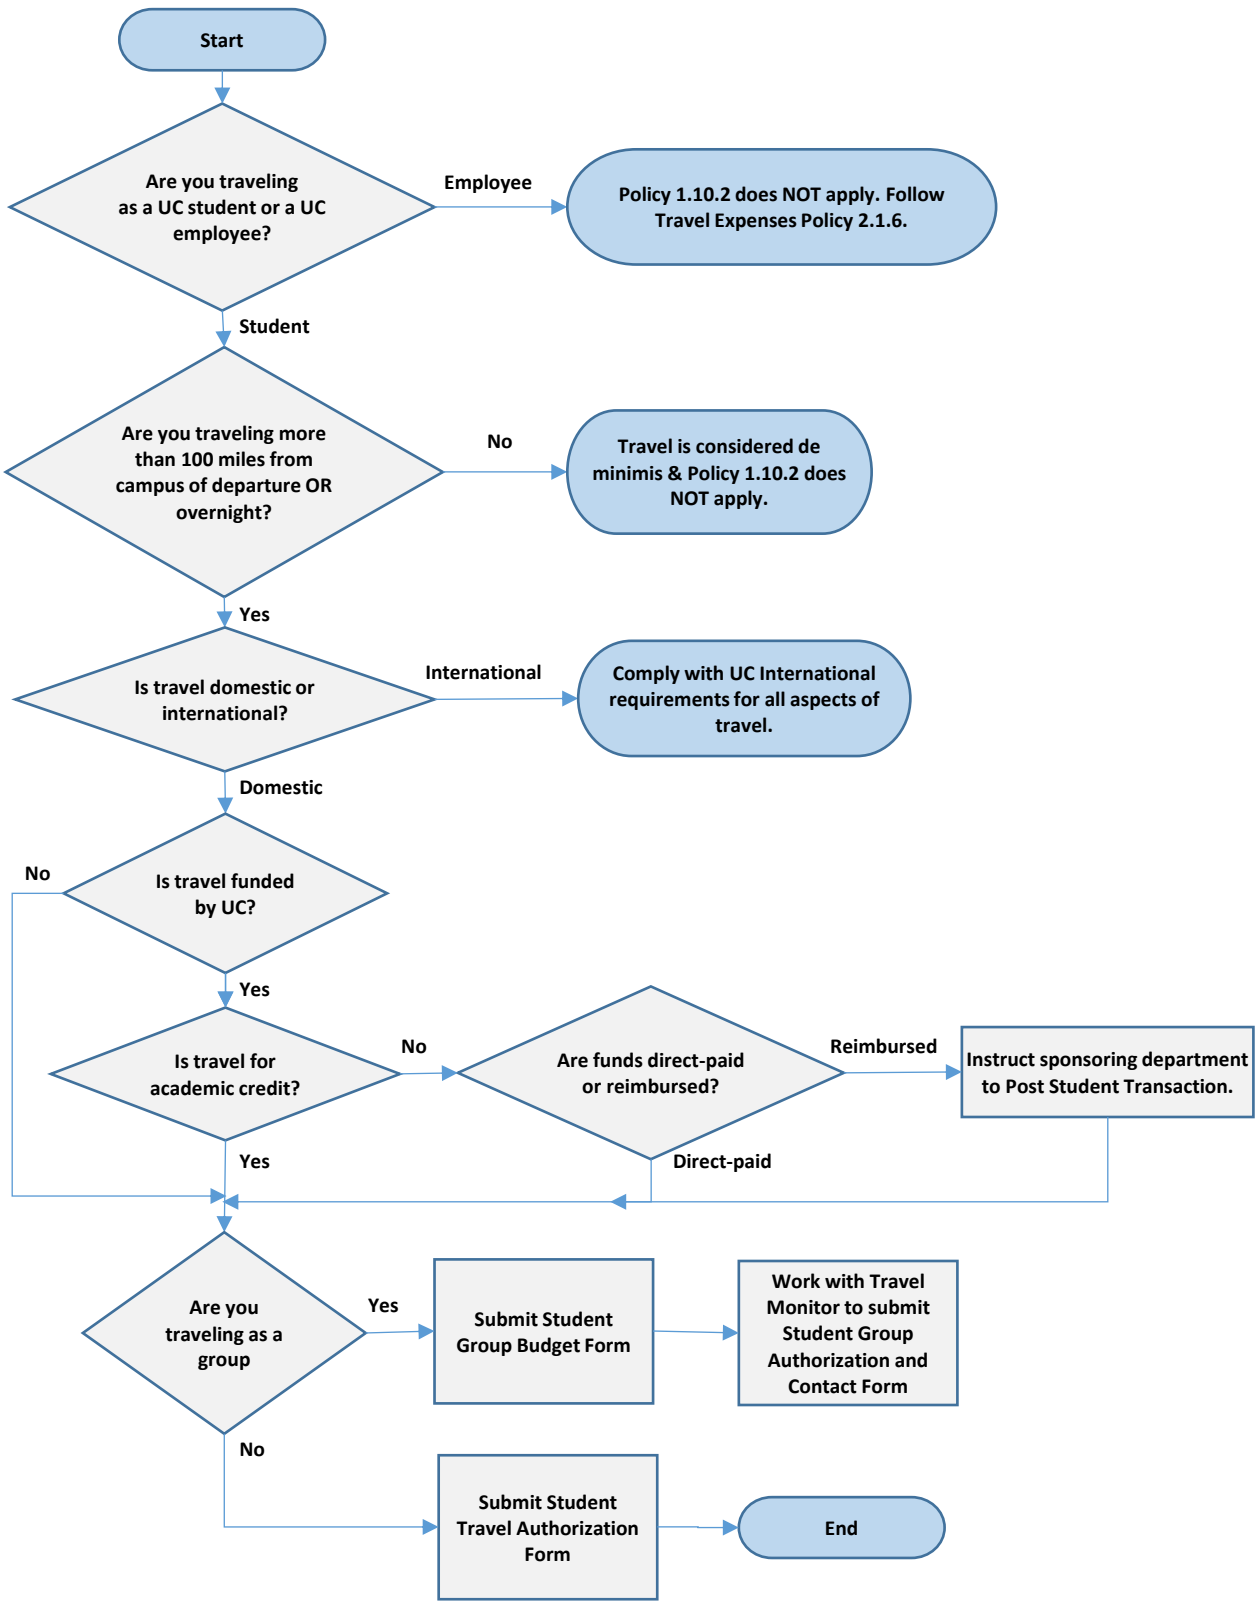 Start
Are you traveling
as a UC student or a UC
employee?
Employee
Policy 1.10.2 does NOT apply. Follow
Travel Expenses Policy 2.1.6.
Student
Are you traveling more
than 100 miles from
campus of departure OR
overnight?
No
Travel is considered de
minimis & Policy 1.10.2 does
NOT apply.
Yes
Is travel domestic or
international?
International
Comply with UC International
requirements for all aspects of
travel.
Domestic
No
Is travel funded
by UC?
Yes
Is travel for
academic credit?
No
Are funds direct-paid
or reimbursed?
Reimbursed
Instruct sponsoring department
to Post Student Transaction.
Yes
Direct-paid
Are you
traveling as a
group
Yes
Submit Student
Group Budget Form
Work with Travel
Monitor to submit
Student Group
Authorization and
Contact Form
No
Submit Student
Travel Authorization
Form
End